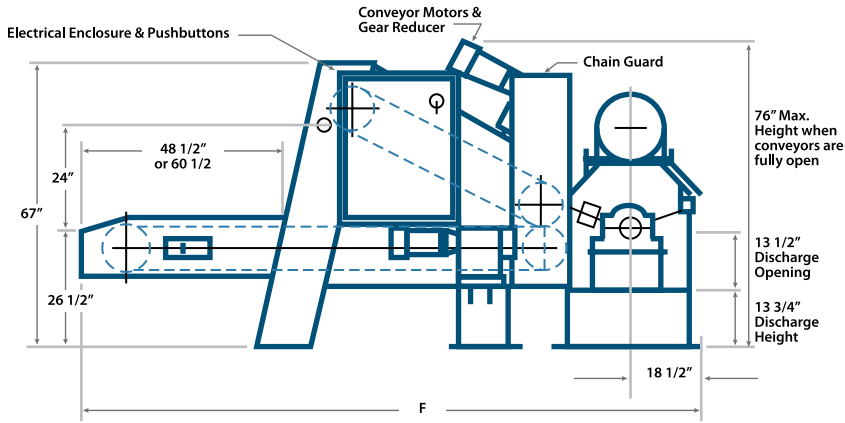 Conveyor Motors &
Gear Reducer
Electrical Enclosure & Pushbuttons
Chain Guard
76” Max.
Height when
conveyors are
fully open
48 1/2”
or 60 1/2
24”
67”
26 1/2”
13 1/2”
Discharge
Opening
13 3/4”
Discharge
Height
18 1/2”
F